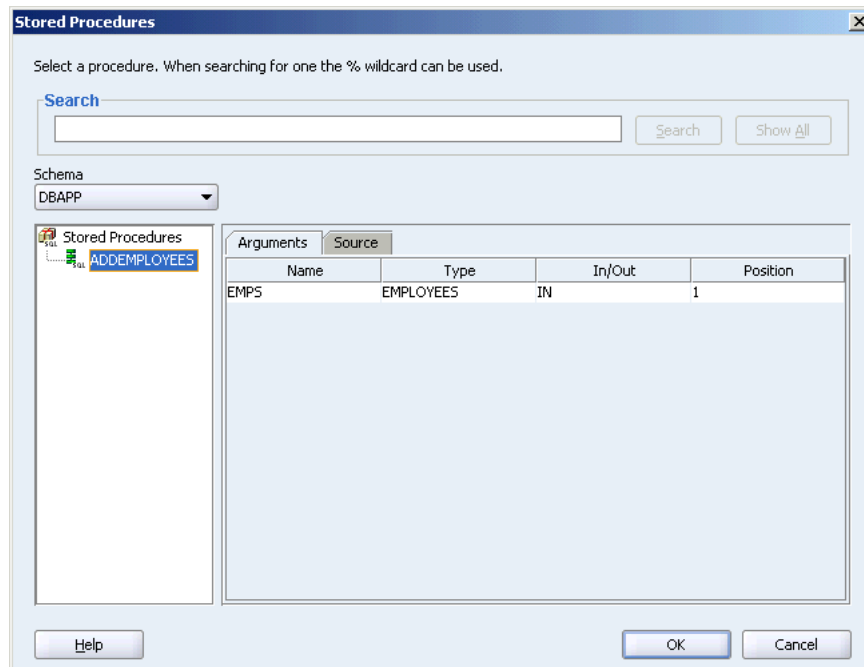 Stored Procedures
Select a procedure. When searching for one the % wildcard can be used.
Search
Search Show All
Schema
DBAPP
Stored Procedures
ADDEMPLOYEES
Arguments Source
Name Type In/Out Position
EMPS EMPLOYEES IN 1
Help OK Cancel